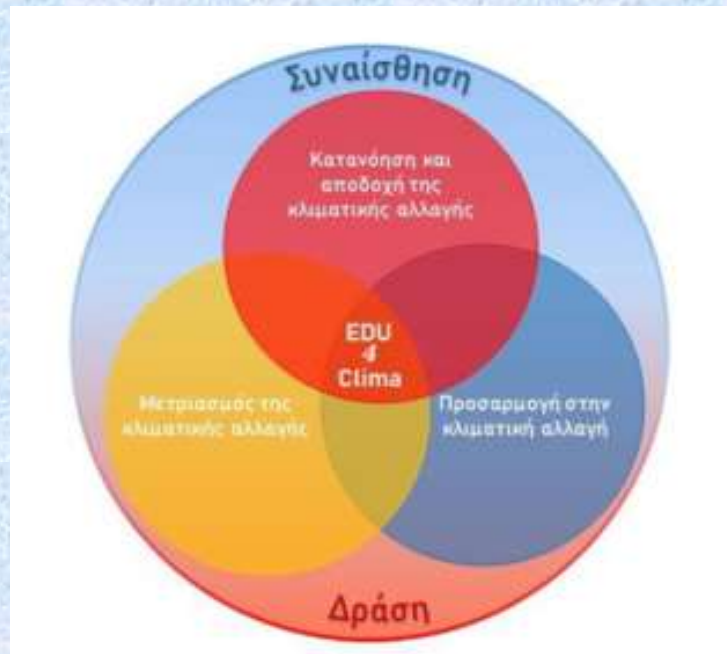 Συναίσθηση
Κατανόηση και
αποδοχή της
κλιματικής αλλαγής
EDU
4
Clima
Μετριασμός της
κλιματικής αλλαγής
Προσαρμογή στην
κλιματική αλλαγή
Δράση